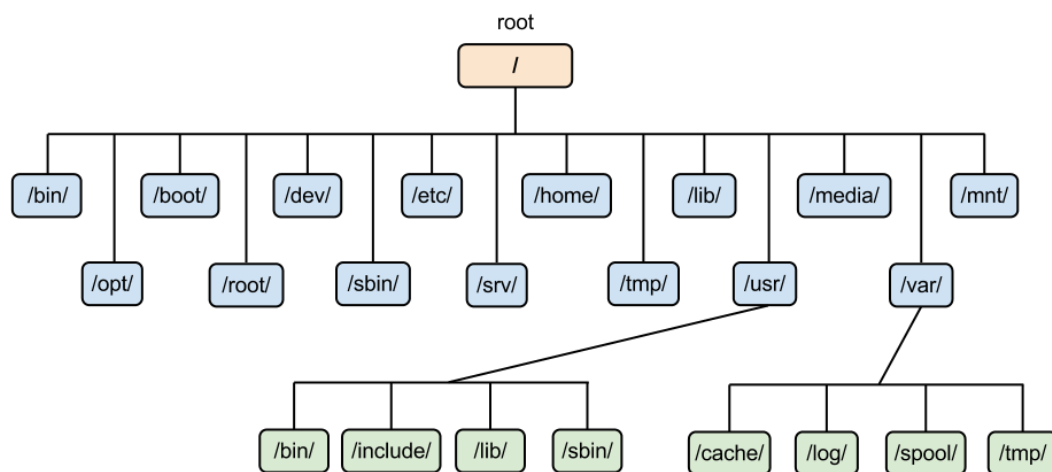 root
/
/bin/ /boot/ /dev/ /etc/ /home/ /lib/ /media/ /mnt/
/opt/ /root/ /sbin/ /srv/ /tmp/ /usr/ /var/
/bin/ /include/ /lib/ /sbin/ /cache/ /log/ /spool/ /tmp/